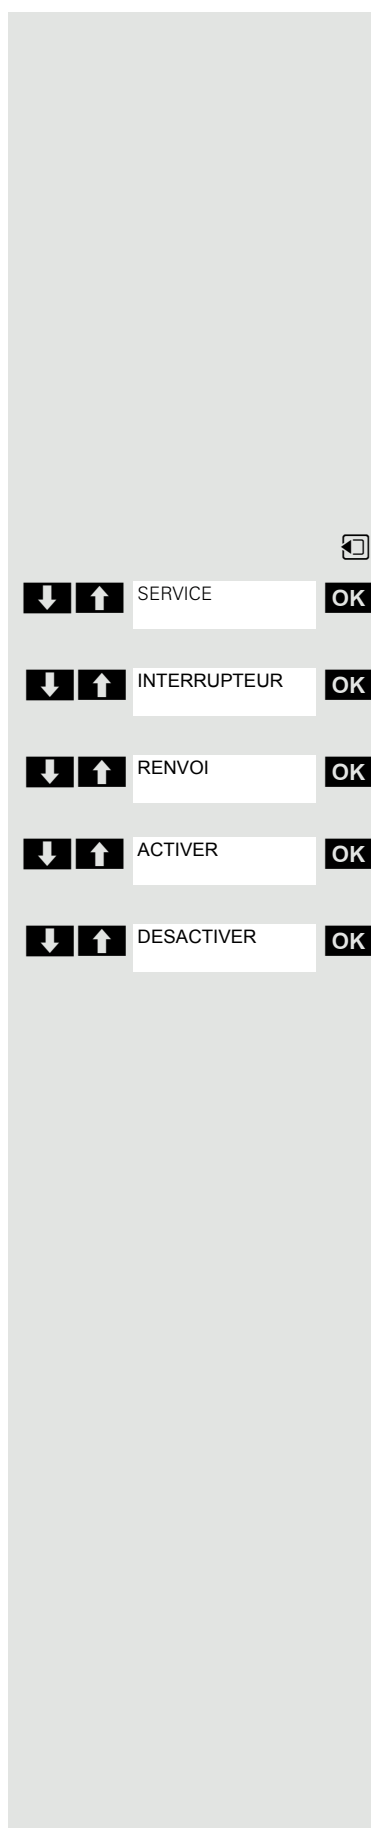 SERVICE OK
INTERRUPTEUR OK
RENVOI OK
ACTIVER OK
DESACTIVER OK